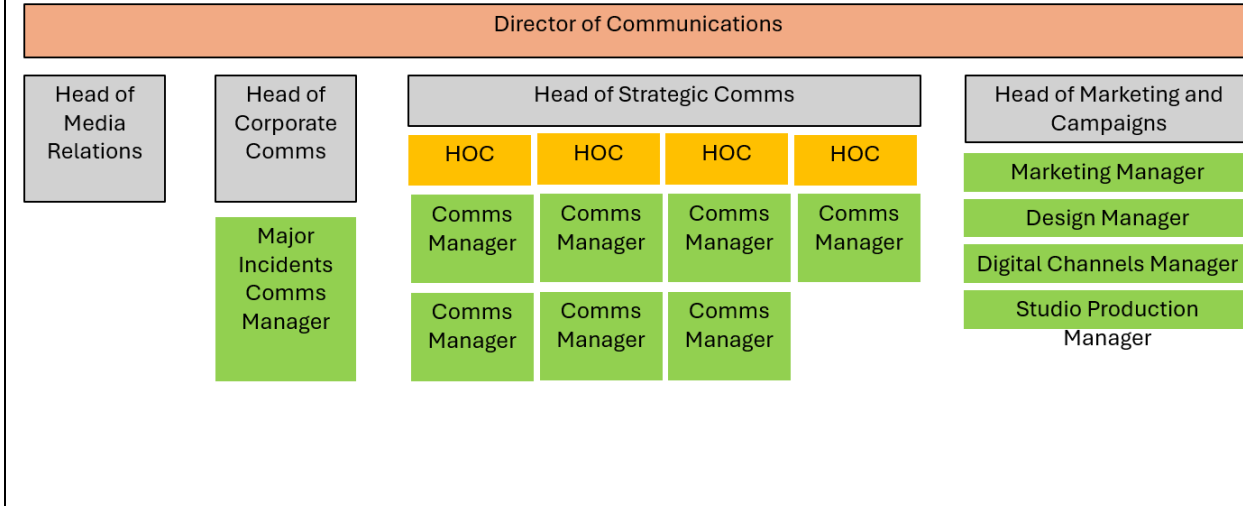 Director of Communications
Head of
Media
Relations
Head of
Corporate
Comms
Major
Incidents
Comms
Manager
Head of Strategic Comms
HOC
HOC
HOC
HOC
Comms
Manager
Comms
Manager
Comms
Manager
Comms
Manager
Comms
Manager
Comms
Manager
Comms
Manager
Head of Marketing and
Campaigns
Marketing Manager
Design Manager
Digital Channels Manager
Studio Production
Manager